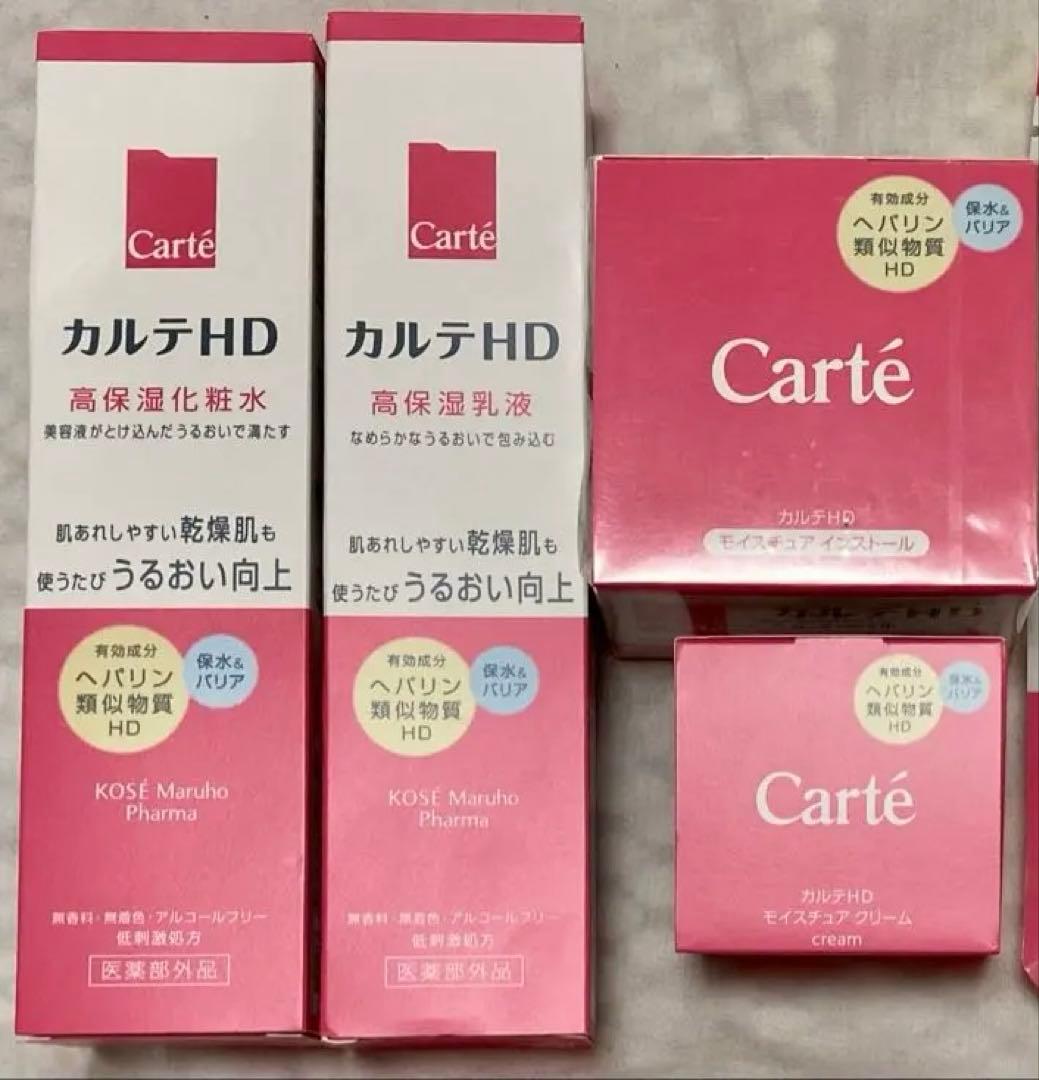 Carté
カルテHD
高保湿化粧水
美容液がとけ込んだうるおいで満たす
肌あれしやすい乾燥肌も
使うたびうるおい向上
有効成分
ヘパリン
類似物質
HD
保水&
バリア
KOSÉ Maruho
Pharma
無香料・無着色・アルコールフリー
低刺激処方
医薬部外品
Carté
カルテHD
高保湿乳液
なめらかなうるおいで包み込む
肌あれしやすい乾燥肌も
使うたびうるおい向上
有効成分
ヘパリン
類似物質
HD
保水&
バリア
KOSÉ Maruho
Pharma
無香料・無着色・アルコールフリー
低刺激処方
医薬部外品
有効成分
ヘパリン
類似物質
HD
保水&
バリア
Carté
カルテHD
モイスチュア インストール
有効成分
ヘパリン
類似物質
HD
保水&
バリア
Carté
カルテHD
モイスチュア クリーム
cream